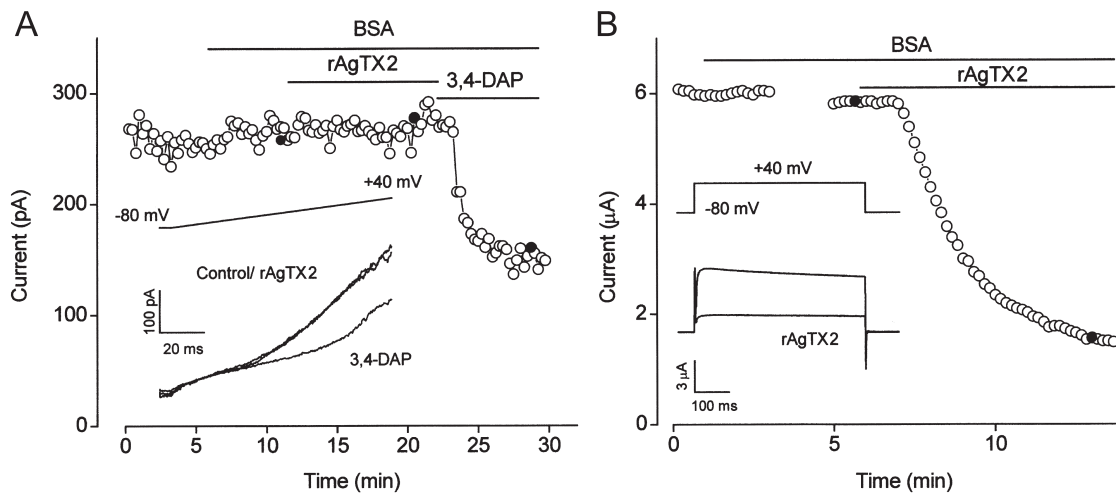 A
BSA
rAgTX2
3,4-DAP
300
200
100
0
Current (pA)
-80 mV
+40 mV
Control/ rAgTX2
3,4-DAP
100 pA
20 ms
0
5
10
15
20
25
30
Time (min)
B
BSA
rAgTX2
6
4
2
0
Current (μA)
+40 mV
-80 mV
rAgTX2
3 μA
100 ms
0
5
10
Time (min)